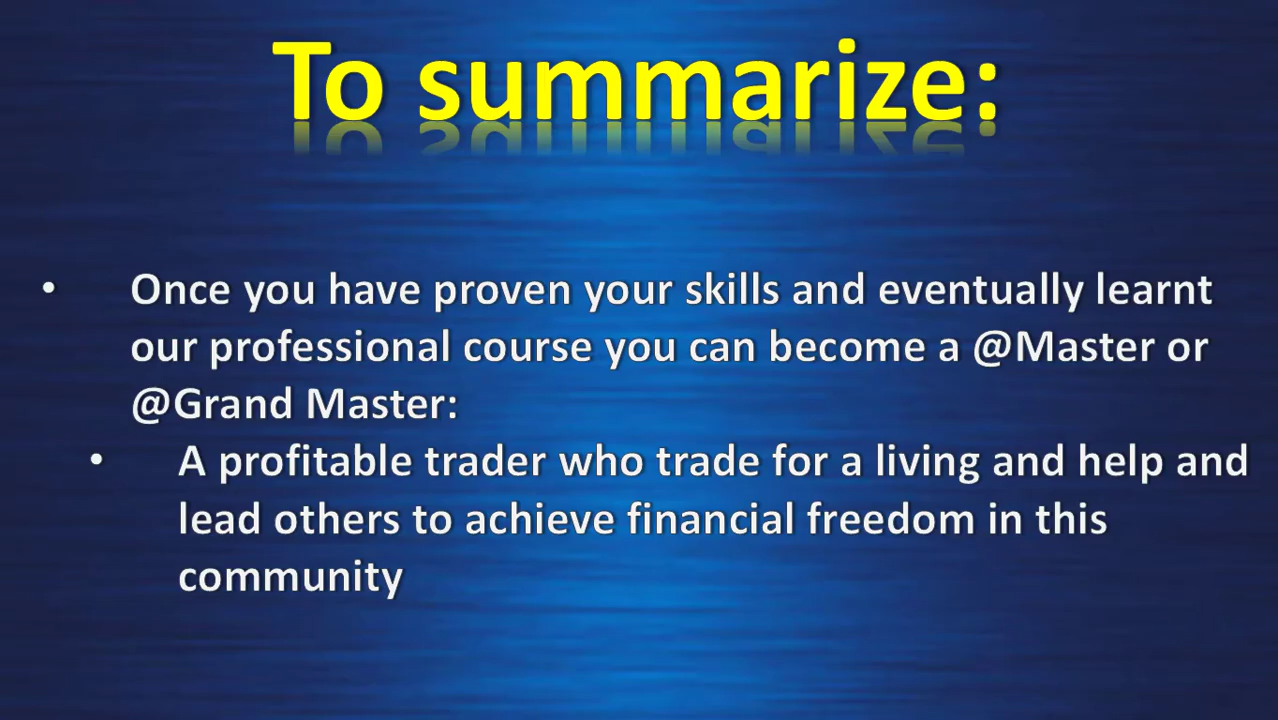 To summarize:
• Once you have proven your skills and eventually learnt
our professional course you can become a @Master or
@Grand Master:
• A profitable trader who trade for a living and help and
lead others to achieve financial freedom in this
community